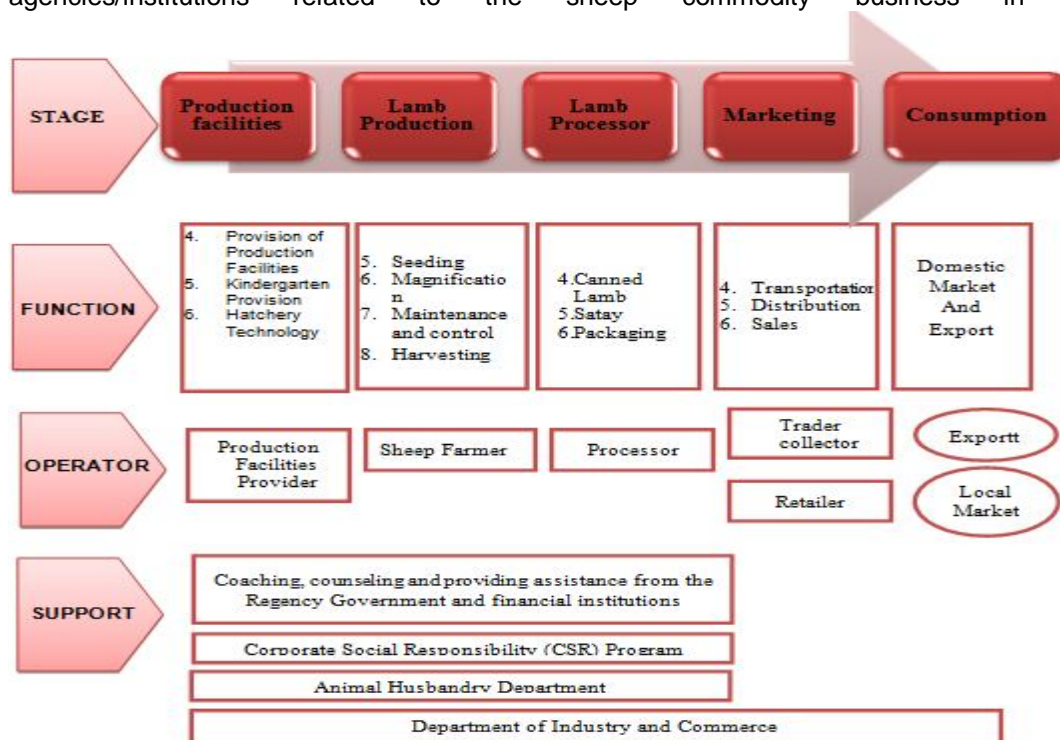 agencies/institutions related to the sheep commodity business in
STAGE
Production
facilities
Lamb
Production
Lamb
Processor
Marketing
Consumption
FUNCTION
4. Provision of
Production
Facilities
5. Kindergarten
Provision
6. Hatchery
Technology
5. Seeding
6. Magnificatio
n
7. Maintenance
and control
8. Harvesting
4.Canned
Lamb
5.Satay
6.Packaging
4. Transportation
5. Distribution
6. Sales
Domestic
Market
And
Export
OPERATOR
Production
Facilities
Provider
Sheep Farmer
Processor
Trader
collector
Retailer
Exportt
Local
Market
SUPPORT
Coaching, counseling and providing assistance from the
Regency Government and financial institutions
Corporate Social Responsibility (CSR) Program
Animal Husbandry Department
Department of Industry and Commerce